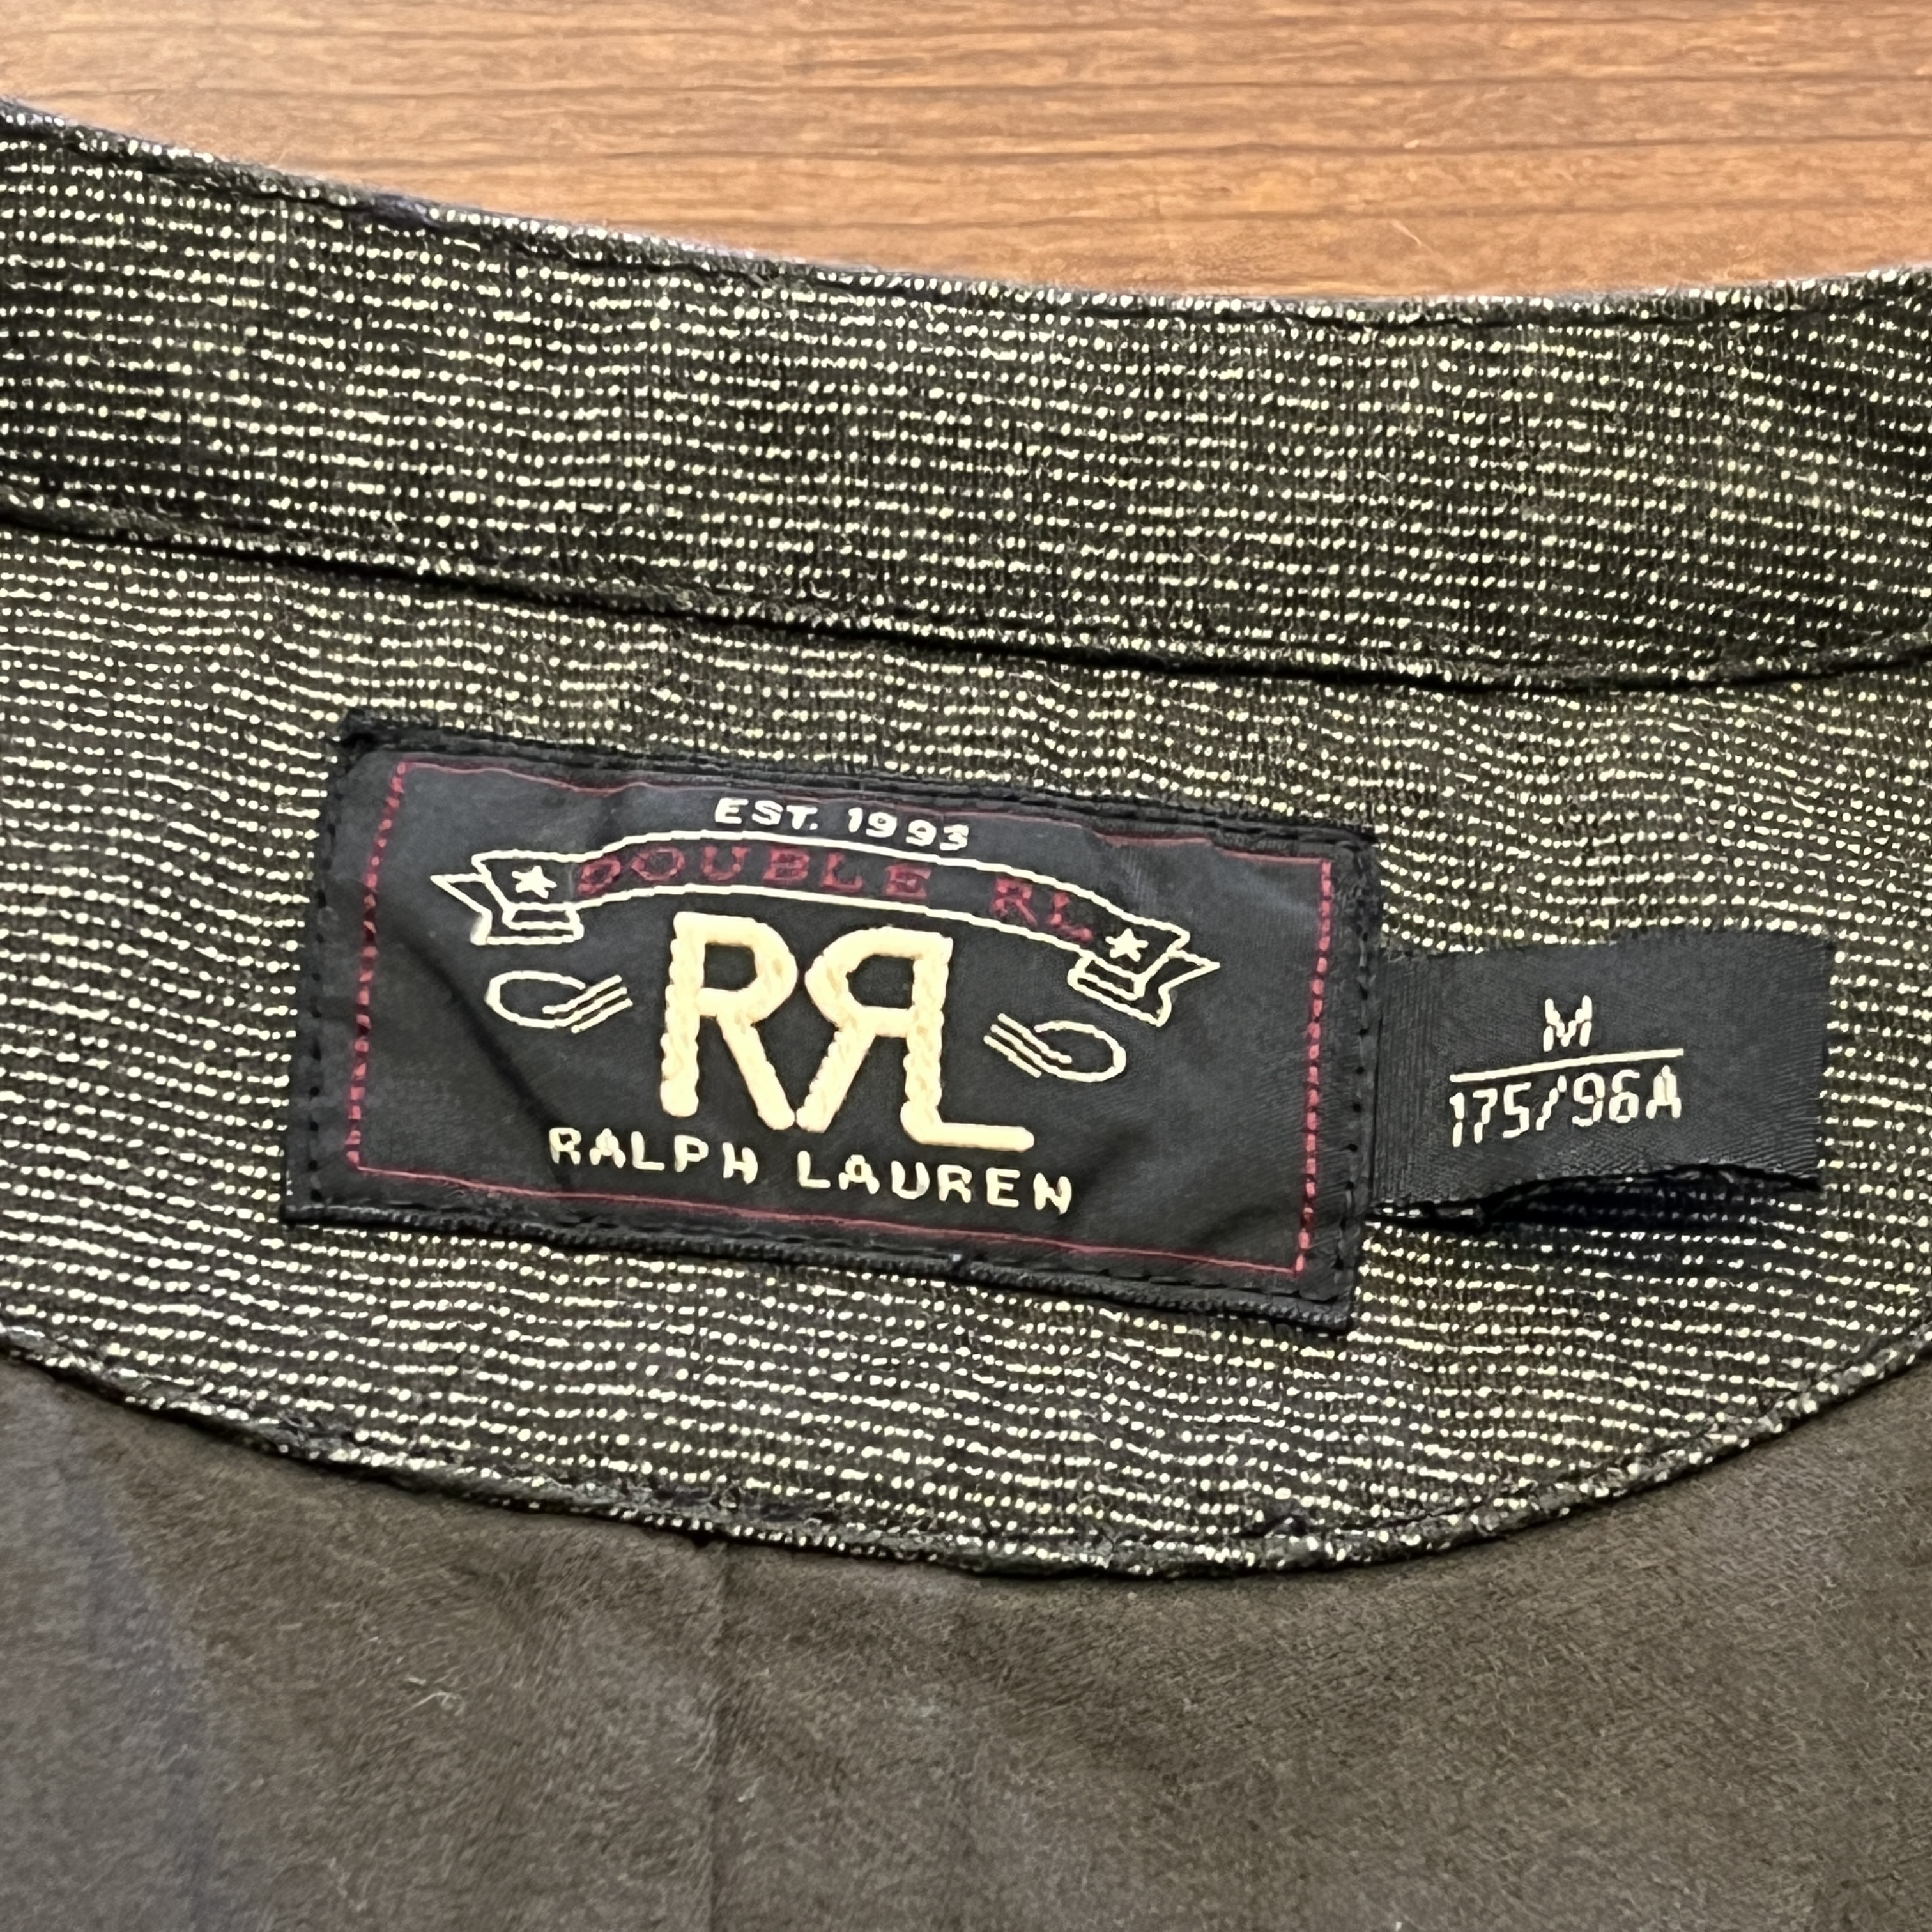 EST. 1993
DOUBLE RL
RRL
RALPH LAUREN
M
175/96A